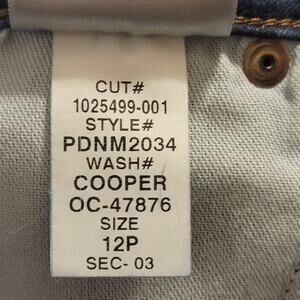 CUT#
1025499-001
STYLE#
PDNM2034
WASH#
COOPER
OC-47876
SIZE
12P
SEC- 03